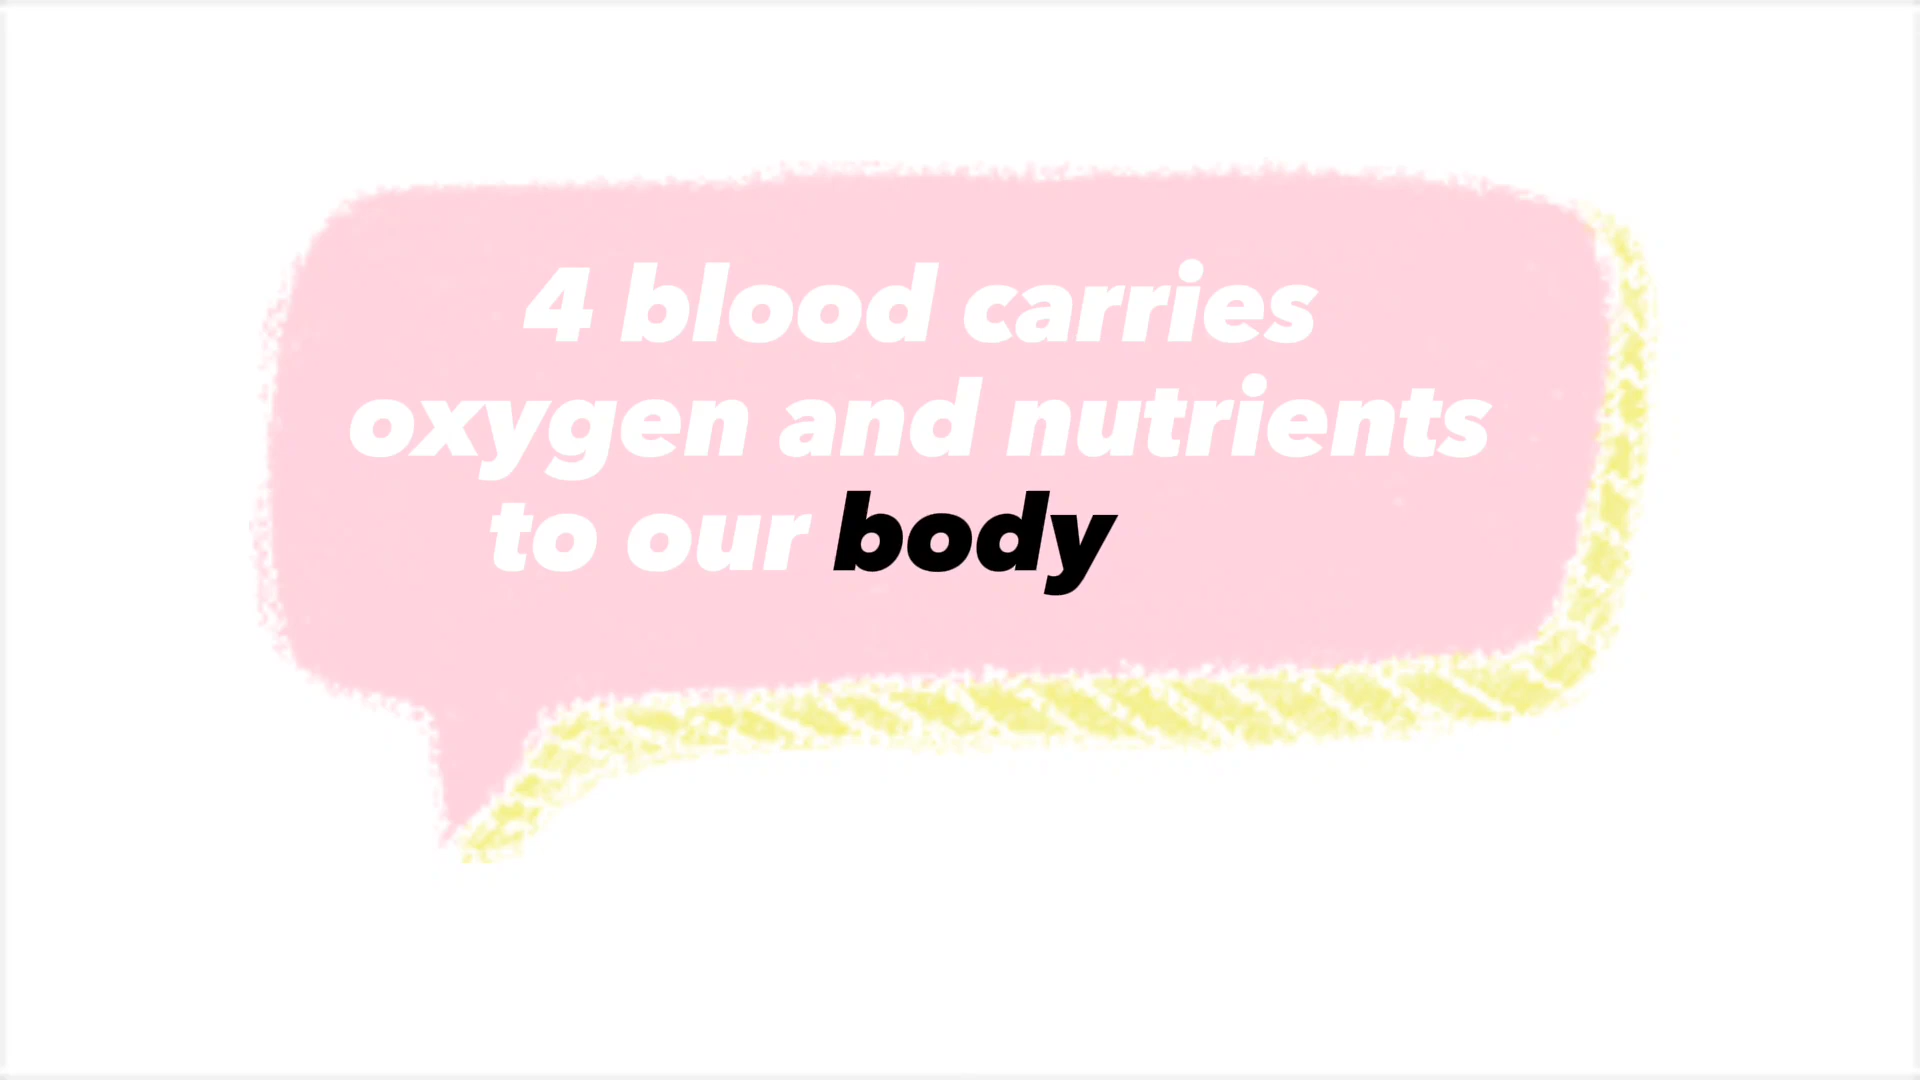 4 blood carries
oxygen and nutrients
to our body